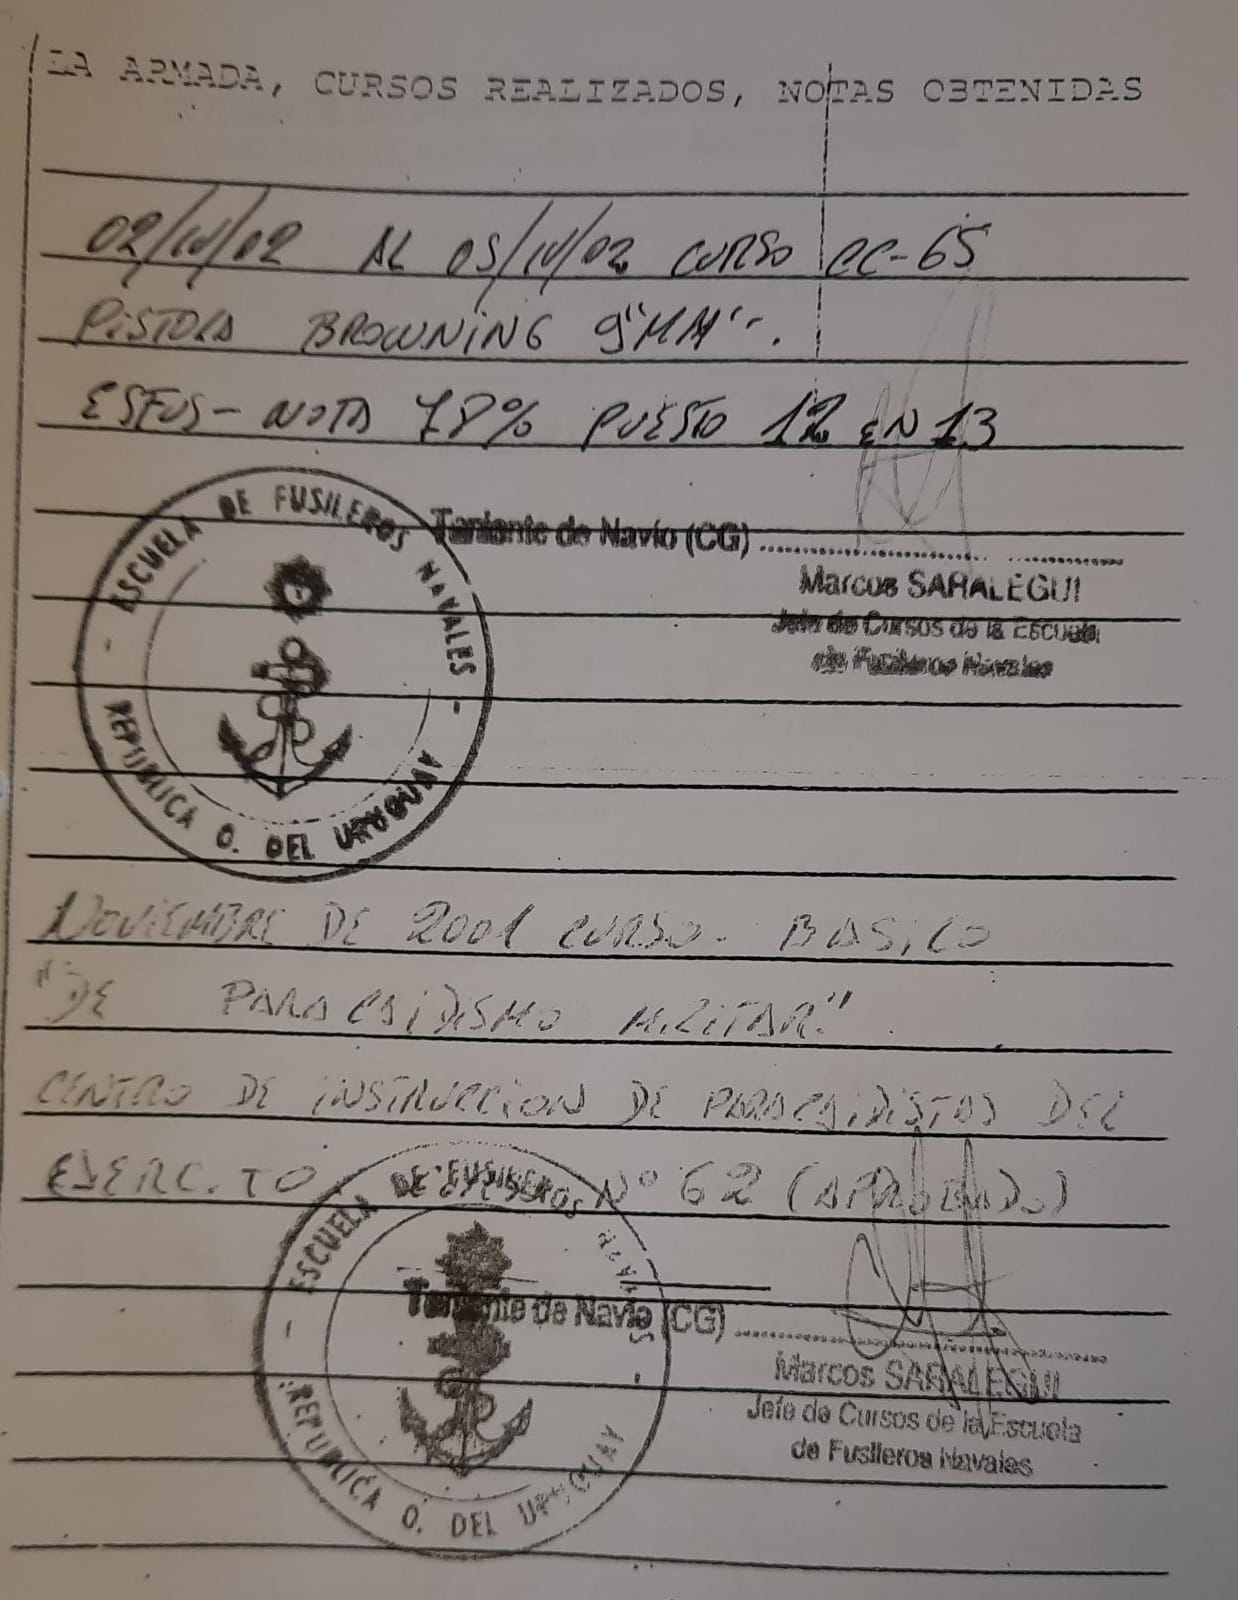 LA ARMADA, CURSOS REALIZADOS, NOTAS OBTENIDAS
02/IV/02 AL 05/IV/02 CURSO CC-65
PISTOLA BROWNING 9"MM".
ESFUS- NOTA 78% PUESTO 12 EN 13
- ESCUELA DE FUSILEROS NAVALES -
REPUBLICA O. DEL URUGUAY
Teniente de Navío (CG)
Marcos SARALEGUI
Jefe de Cursos de la Escuela
de Fusileros Navales
NOVIEMBRE DE 2001 CURSO. BASICO
"DE PARACAIDISMO MILITAR".
CENTRO DE INSTRUCCION DE PARACAIDISTAS DEL
EJERCITO Nº 62 (APROBADO)
- ESCUELA DE FUSILEROS NAVALES -
REPUBLICA O. DEL URUGUAY
Teniente de Navío (CG)
Marcos SARALEGUI
Jefe de Cursos de la Escuela
de Fusileros Navales